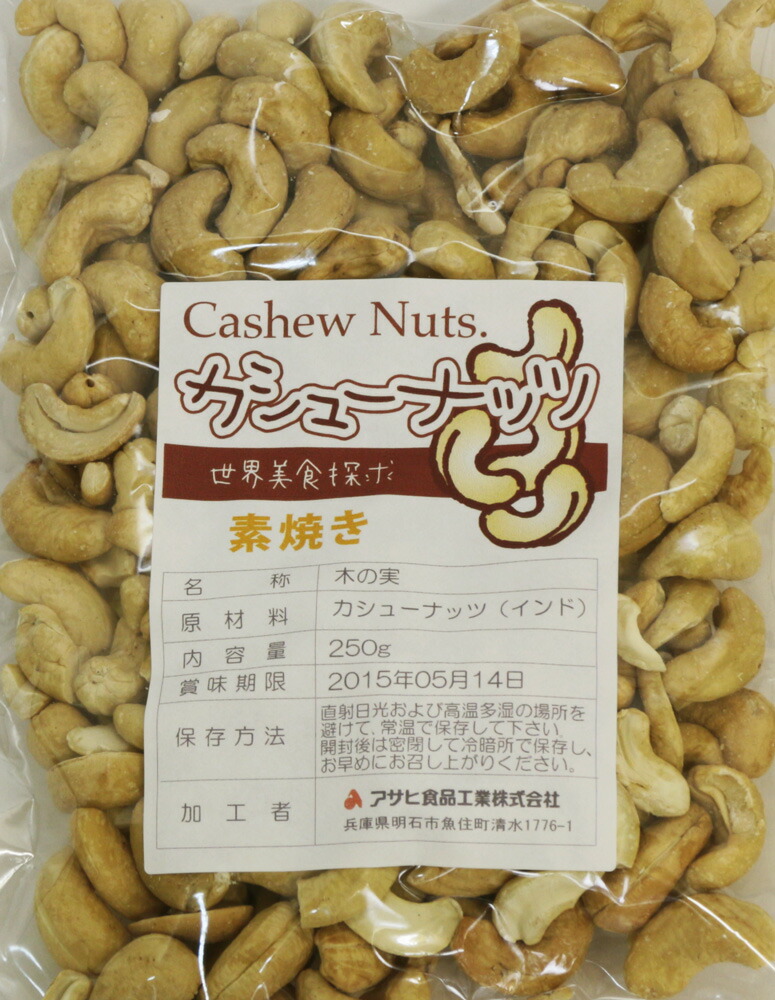 Cashew Nuts.
カシューナッツ
世界美食探求
素焼き
名称 木の実
原材料 カシューナッツ（インド）
内容量 250g
賞味期限 2015年05月14日
保存方法 直射日光および高温多湿の場所を
避けて、常温で保存して下さい。
開封後は密閉して冷暗所で保存し、
お早めにお召し上がりください。
加工者 アサヒ食品工業株式会社
兵庫県明石市魚住町清水1776-1